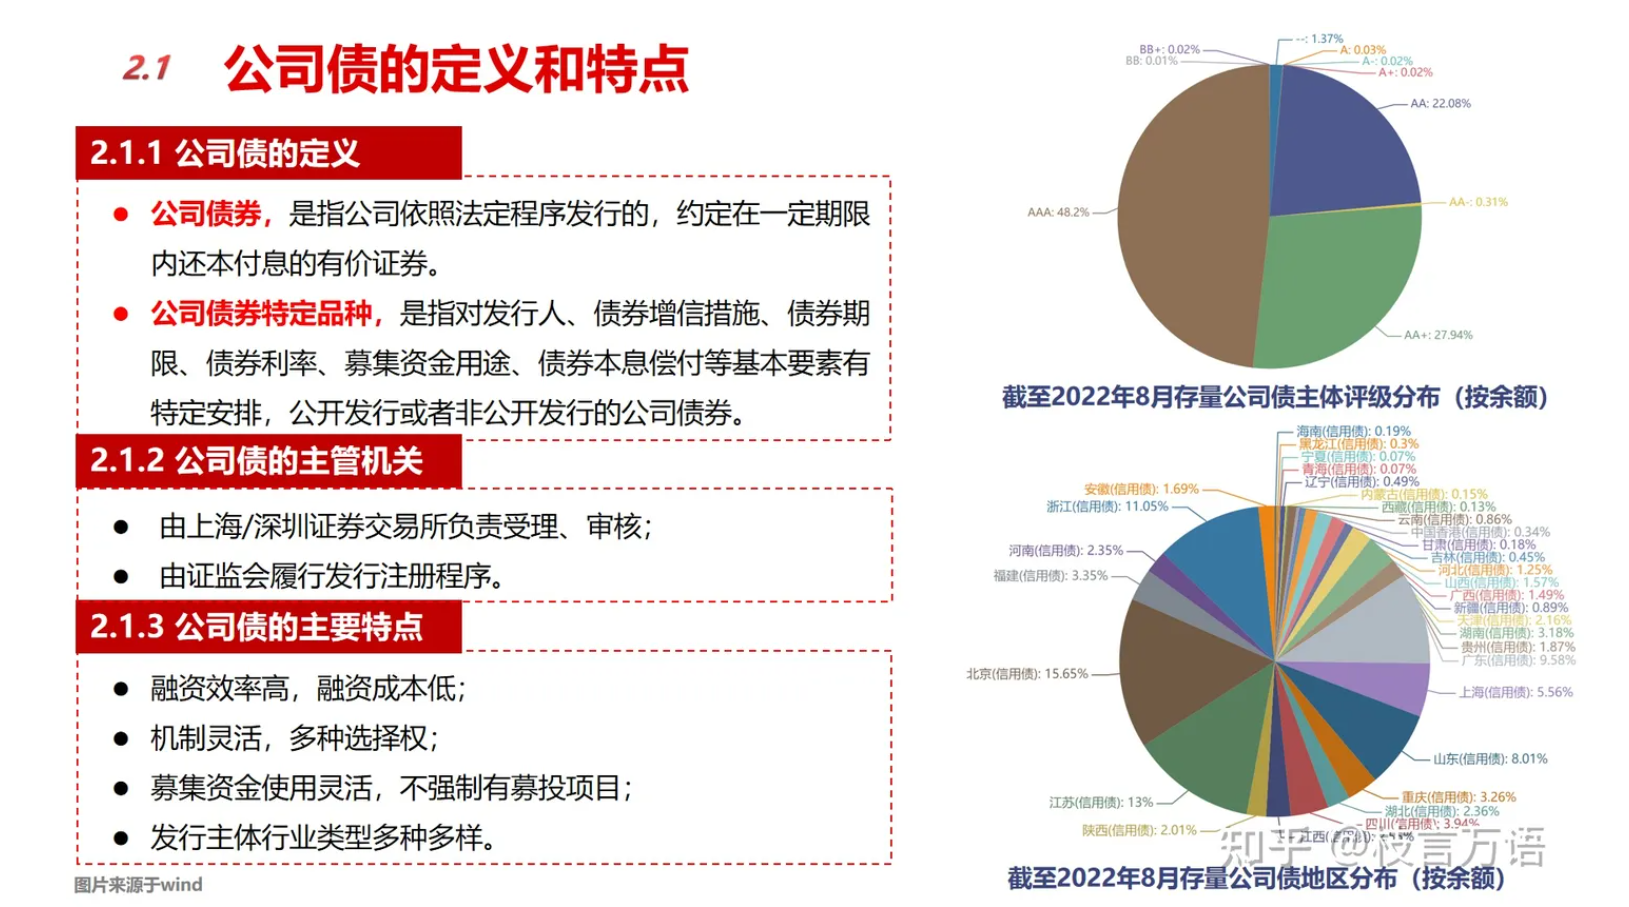 2.1 公司债的定义和特点
2.1.1 公司债的定义
● 公司债券，是指公司依照法定程序发行的，约定在一定期限
内还本付息的有价证券。
● 公司债券特定品种，是指对发行人、债券增信措施、债券期
限、债券利率、募集资金用途、债券本息偿付等基本要素有
特定安排，公开发行或者非公开发行的公司债券。
2.1.2 公司债的主管机关
● 由上海/深圳证券交易所负责受理、审核；
● 由证监会履行发行注册程序。
2.1.3 公司债的主要特点
● 融资效率高，融资成本低；
● 机制灵活，多种选择权；
● 募集资金使用灵活，不强制有募投项目；
● 发行主体行业类型多种多样。
图片来源于wind
--: 1.37%
BB+: 0.02%
A: 0.03%
BB: 0.01%
A-: 0.02%
A+: 0.02%
AA: 22.08%
AA-: 0.31%
AAA: 48.2%
AA+: 27.94%
截至2022年8月存量公司债主体评级分布（按余额）
海南(信用债): 0.19%
黑龙江(信用债): 0.3%
宁夏(信用债): 0.07%
青海(信用债): 0.07%
辽宁(信用债): 0.49%
安徽(信用债): 1.69%
内蒙古(信用债): 0.15%
浙江(信用债): 11.05%
西藏(信用债): 0.13%
云南(信用债): 0.86%
中国香港(信用债): 0.34%
甘肃(信用债): 0.18%
河南(信用债): 2.35%
吉林(信用债): 0.45%
河北(信用债): 1.25%
福建(信用债): 3.35%
山西(信用债): 1.57%
广西(信用债): 1.49%
新疆(信用债): 0.89%
天津(信用债): 2.16%
湖南(信用债): 3.18%
贵州(信用债): 1.87%
广东(信用债): 9.58%
北京(信用债): 15.65%
上海(信用债): 5.56%
山东(信用债): 8.01%
重庆(信用债): 3.26%
江苏(信用债): 13%
湖北(信用债): 2.36%
四川(信用债): 3.94%
陕西(信用债): 2.01%
江西(信用债):
知乎 @权言万语
截至2022年8月存量公司债地区分布（按余额）